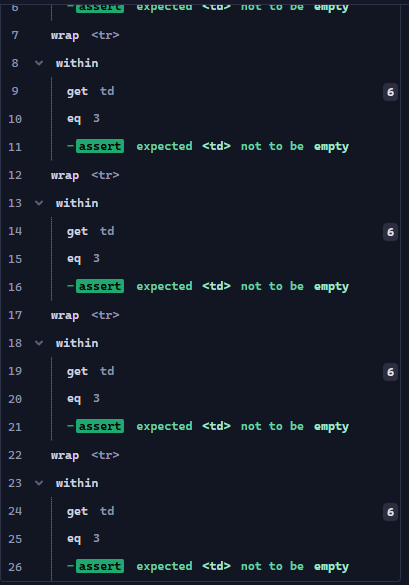 6 -assert expected <td> not to be empty
7 wrap <tr>
8 within
9 get td 6
10 eq 3
11 -assert expected <td> not to be empty
12 wrap <tr>
13 within
14 get td 6
15 eq 3
16 -assert expected <td> not to be empty
17 wrap <tr>
18 within
19 get td 6
20 eq 3
21 -assert expected <td> not to be empty
22 wrap <tr>
23 within
24 get td 6
25 eq 3
26 -assert expected <td> not to be empty